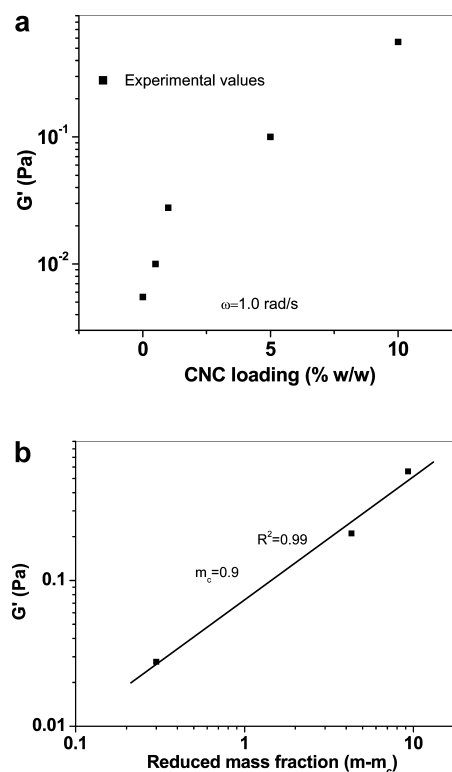 a
Experimental values
10⁻¹
10⁻²
G' (Pa)
ω=1.0 rad/s
0 5 10
CNC loading (% w/w)
b
R²=0.99
m_c=0.9
0.1
0.01
G' (Pa)
0.1 1 10
Reduced mass fraction (m-m_c)